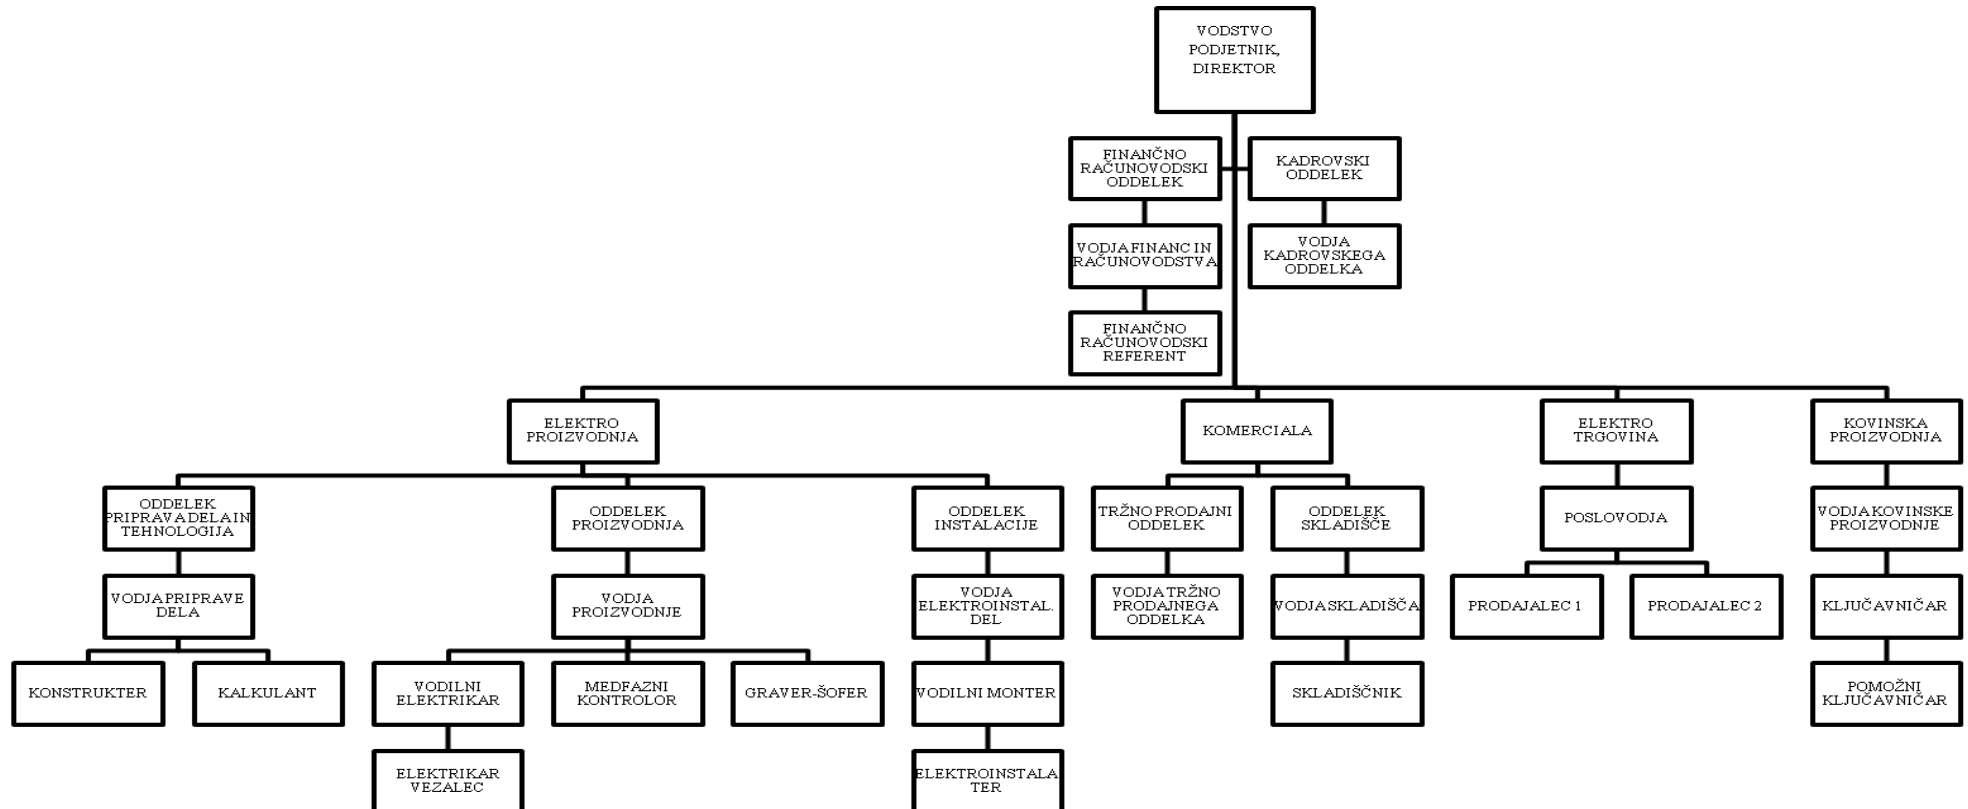 VODSTVO
PODJETNIK,
DIREKTOR
FINANČNO
RAČUNOVODSKI
ODDELEK
KADROVSKI
ODDELEK
VODJA FINANC IN
RAČUNOVODSTVA
VODJA
KADROVSKEGA
ODDELKA
FINANČNO
RAČUNOVODSKI
REFERENT
ELEKTRO
PROIZVODNJA
KOMERCIALA
ELEKTRO
TRGOVINA
KOVINSKA
PROIZVODNJA
ODDELEK
PRIPRAVA DELA IN
TEHNOLOGIJA
ODDELEK
PROIZVODNJA
ODDELEK
INSTALACIJE
TRŽNO PRODAJNI
ODDELEK
ODDELEK
SKLADIŠČE
POSLOVODJA
VODJA KOVINSKE
PROIZVODNJE
VODJA PRIPRAVE
DELA
VODJA
PROIZVODNJE
VODJA
ELEKTROINSTAL.
DEL
VODJA TRŽNO
PRODAJNEGA
ODDELKA
VODJA SKLADIŠČA
PRODAJALEC 1
PRODAJALEC 2
KLJUČAVNIČAR
KONSTRUKTER
KALKULANT
VODILNI
ELEKTRIKAR
MEDFAZNI
KONTROLOR
GRAVER-ŠOFER
VODILNI MONTER
SKLADIŠČNIK
POMOŽNI
KLJUČAVNIČAR
ELEKTRIKAR
VEZALEC
ELEKTROINSTALA
TER